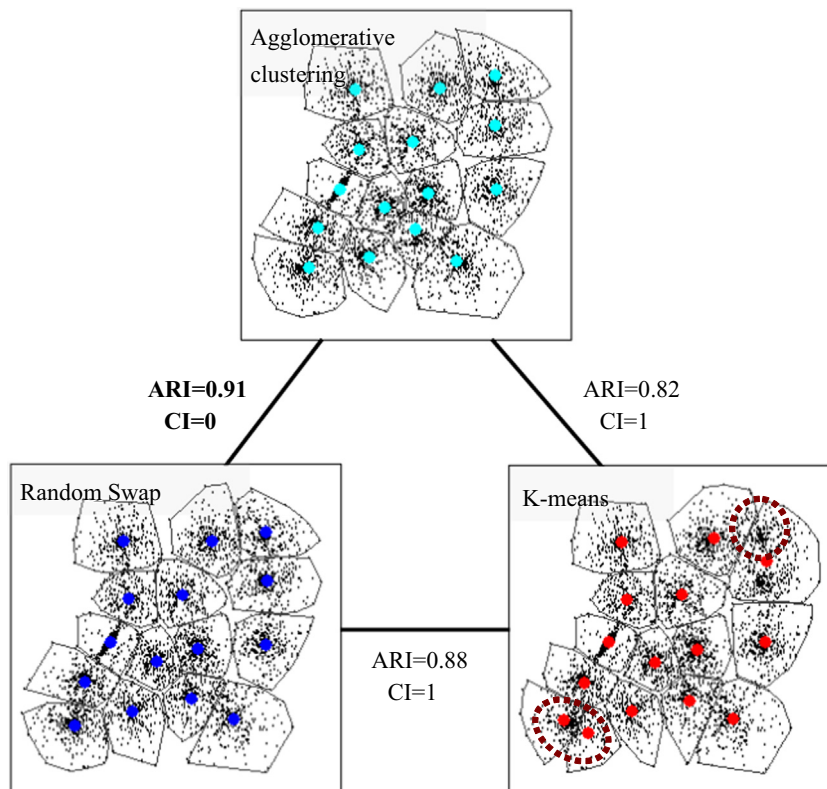 Agglomerative
clustering
ARI=0.91
CI=0
ARI=0.82
CI=1
Random Swap
K-means
ARI=0.88
CI=1